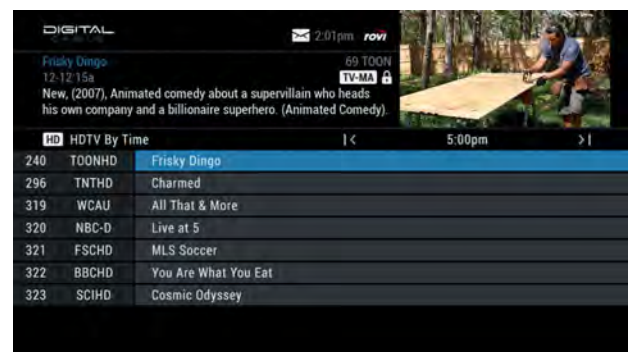 DIGITAL
2:01pm rovi
Frisky Dingo 69 TOON
12-12:15a TV-MA
New, (2007), Animated comedy about a supervillain who heads
his own company and a billionaire superhero. (Animated Comedy).
HD HDTV By Time |< 5:00pm >|
240 TOONHD Frisky Dingo
296 TNTHD Charmed
319 WCAU All That & More
320 NBC-D Live at 5
321 FSCHD MLS Soccer
322 BBCHD You Are What You Eat
323 SCIHD Cosmic Odyssey